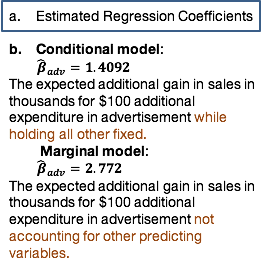 a. Estimated Regression Coefficients
b. Conditional model:
β̂adv = 1.4092
The expected additional gain in sales in
thousands for $100 additional
expenditure in advertisement while
holding all other fixed.
Marginal model:
β̂adv = 2.772
The expected additional gain in sales in
thousands for $100 additional
expenditure in advertisement not
accounting for other predicting
variables.